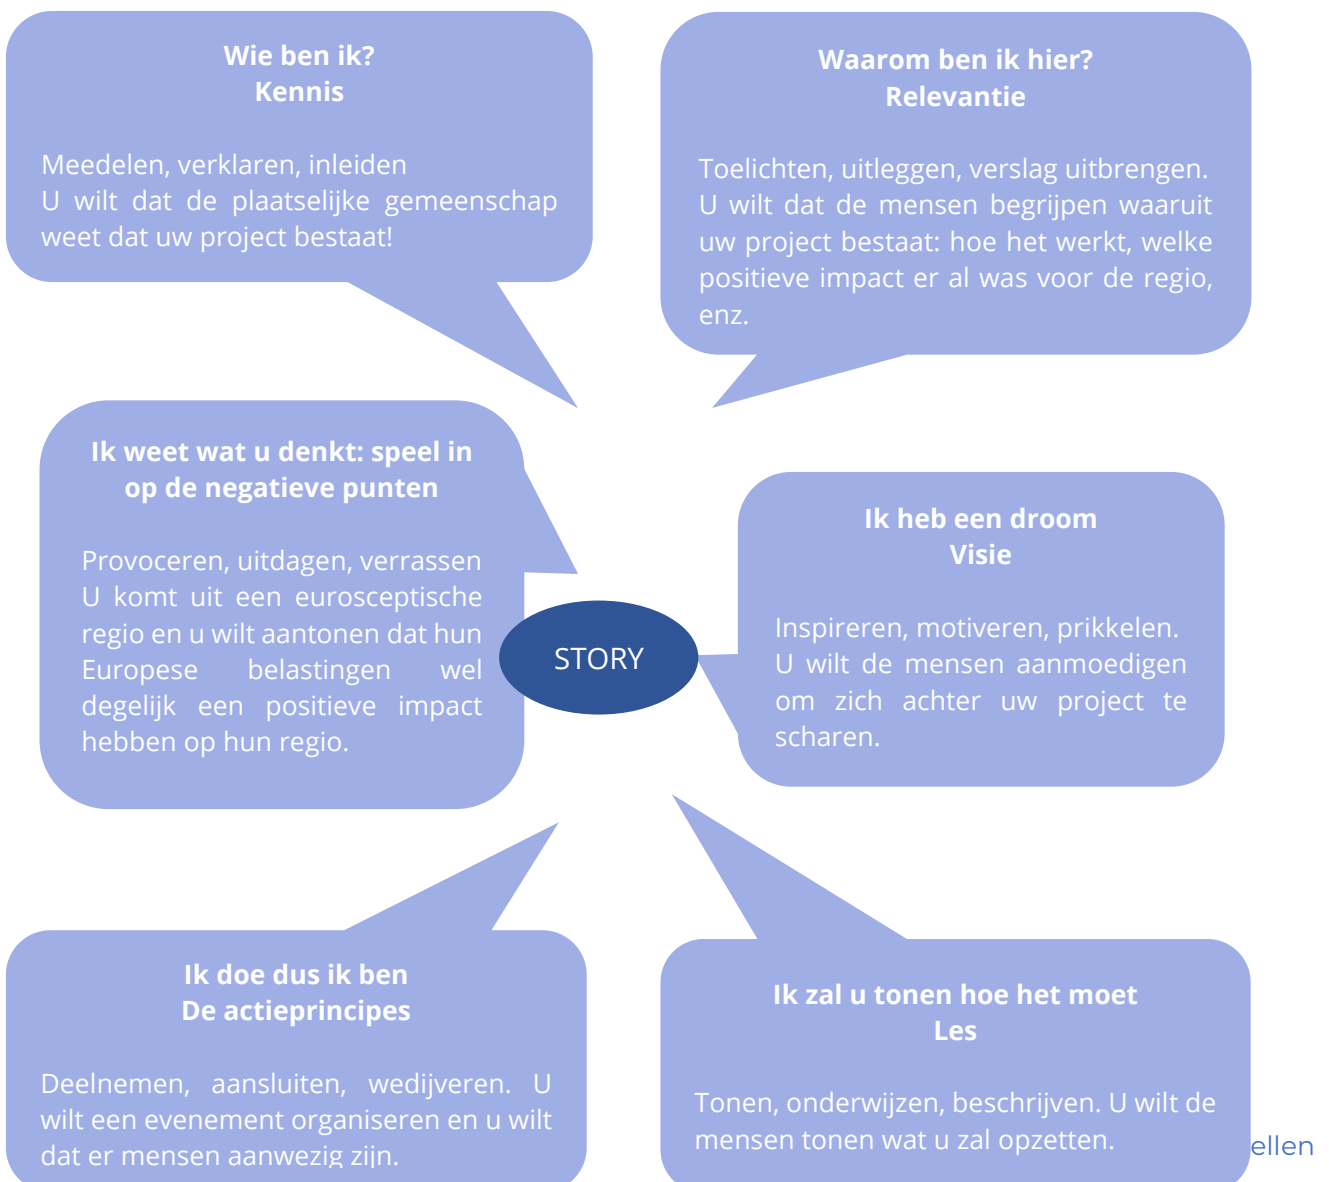 Wie ben ik?
Kennis
Meedelen, verklaren, inleiden
U wilt dat de plaatselijke gemeenschap
weet dat uw project bestaat!
Waarom ben ik hier?
Relevantie
Toelichten, uitleggen, verslag uitbrengen.
U wilt dat de mensen begrijpen waaruit
uw project bestaat: hoe het werkt, welke
positieve impact er al was voor de regio,
enz.
Ik weet wat u denkt: speel in
op de negatieve punten
Provoceren, uitdagen, verrassen
U komt uit een eurosceptische
regio en u wilt aantonen dat hun
Europese belastingen wel
degelijk een positieve impact
hebben op hun regio.
STORY
Ik heb een droom
Visie
Inspireren, motiveren, prikkelen.
U wilt de mensen aanmoedigen
om zich achter uw project te
scharen.
Ik doe dus ik ben
De actieprincipes
Deelnemen, aansluiten, wedijveren. U
wilt een evenement organiseren en u wilt
dat er mensen aanwezig zijn.
Ik zal u tonen hoe het moet
Les
Tonen, onderwijzen, beschrijven. U wilt de
mensen tonen wat u zal opzetten.
ellen